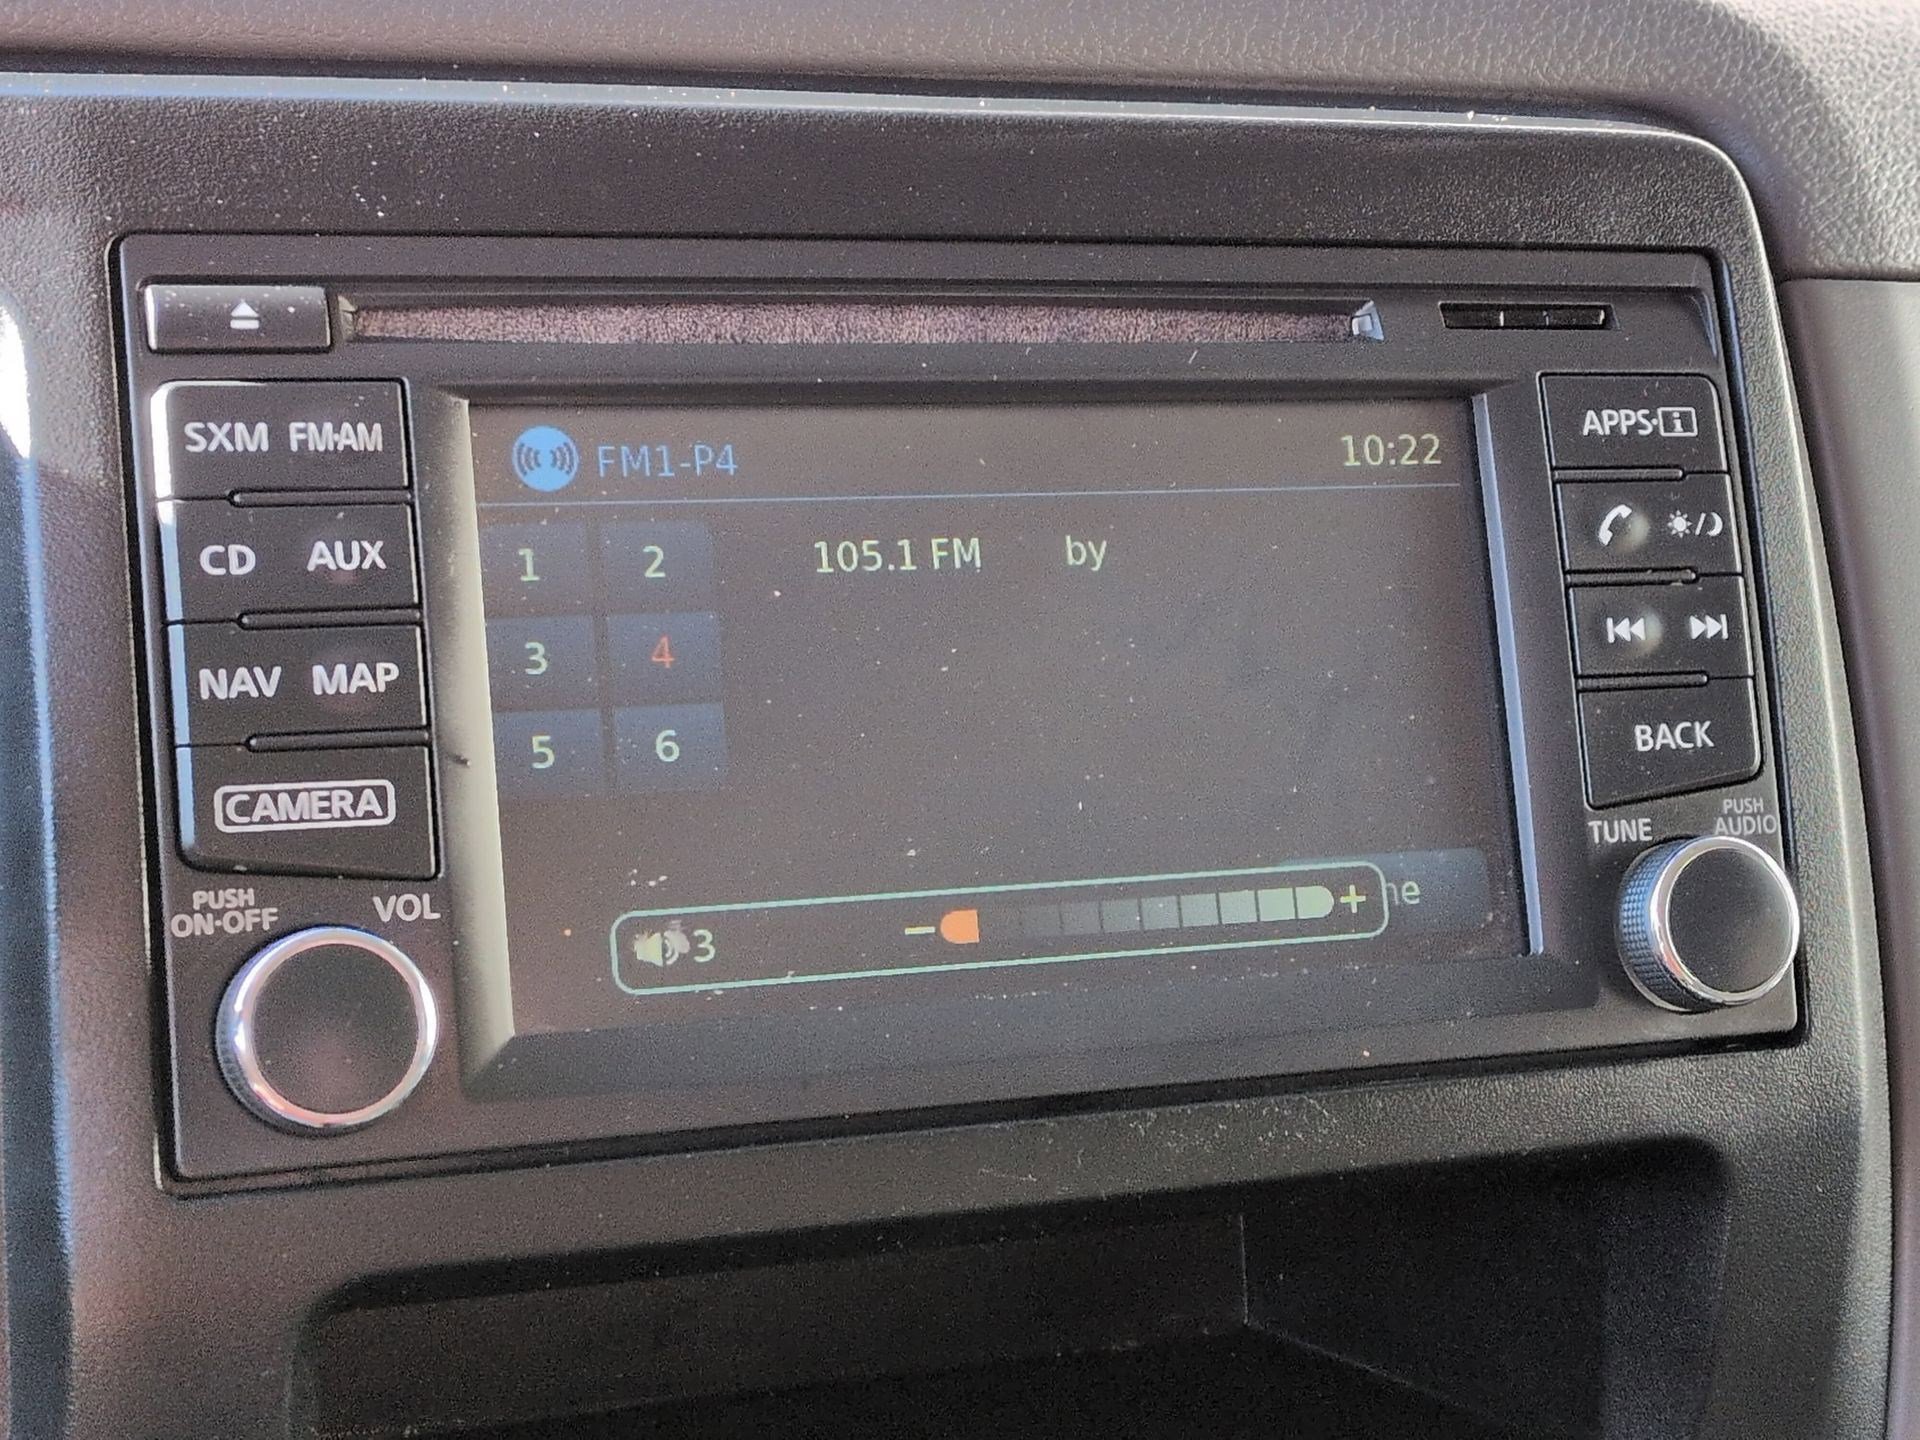 SXM FM·AM
CD AUX
NAV MAP
CAMERA
PUSH
ON·OFF
VOL
FM1-P4
10:22
1 2
105.1 FM by
3 4
5 6
3
- +
APPS·i
BACK
TUNE
PUSH
AUDIO